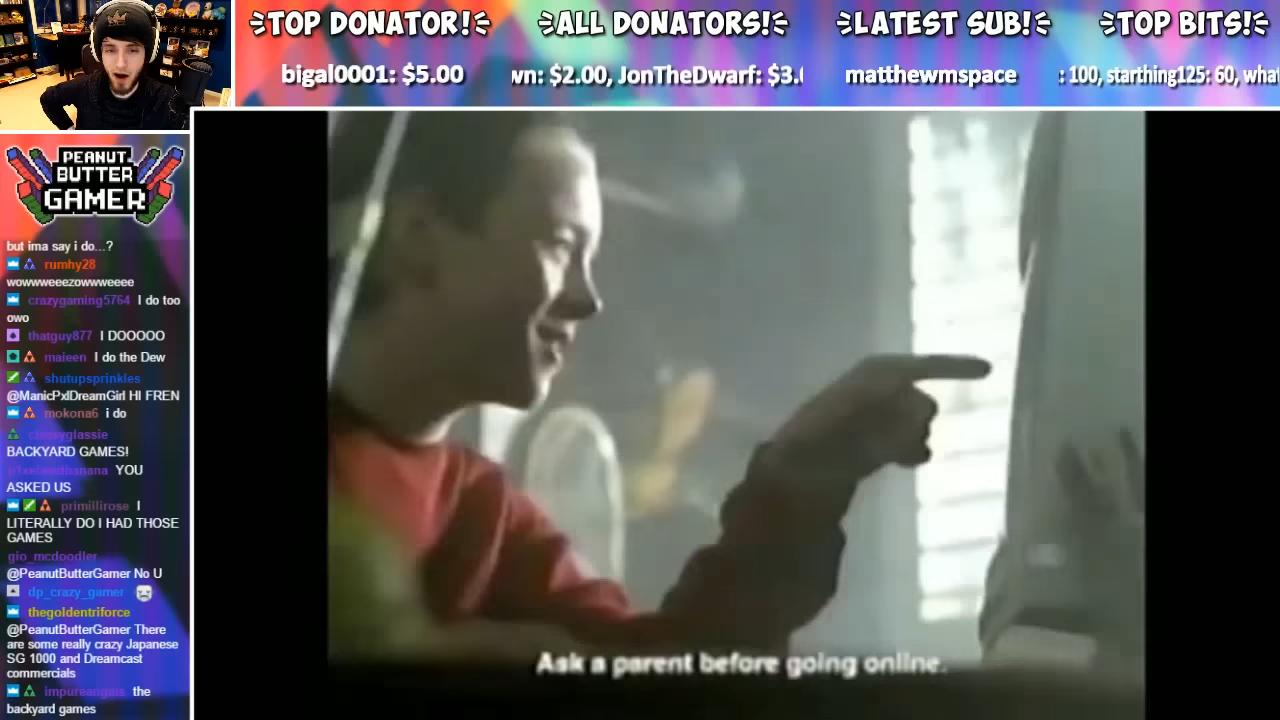 TOP DONATOR!
ALL DONATORS!
LATEST SUB!
TOP BITS!
bigal0001: $5.00
wn: $2.00, JonTheDwarf: $3.
matthewmspace
: 100, starthing125: 60, what
PEANUT
BUTTER
GAMER
but ima say i do...?
rumhy28
wowwweeezowwweeee
crazygaming5764 I do too
owo
thatguy877 I DOOOOO
maieen I do the Dew
shutupsprinkles
@ManicPxlDreamGirl HI FREN
mokona6 i do
BACKYARD GAMES!
YOU
ASKED US
primillirose I
LITERALLY DO I HAD THOSE
GAMES
gio_mcdoodler
@PeanutButterGamer No U
dp_crazy_gamer
thegoldentriforce
@PeanutButterGamer There
are some really crazy Japanese
SG 1000 and Dreamcast
commercials
impureangels the
backyard games
Ask a parent before going online.